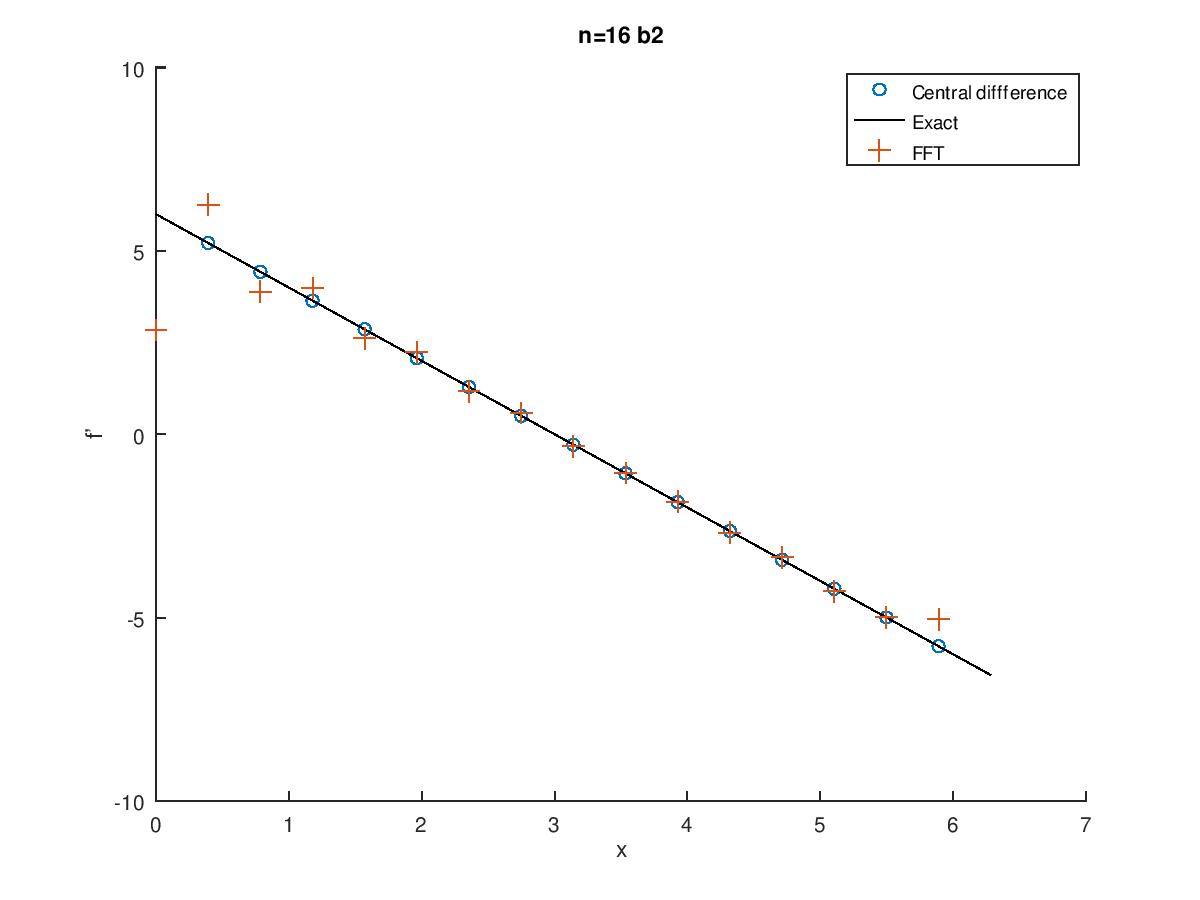 n=16 b2
Central diffference
Exact
FFT
10
5
0
-5
-10
f'
0 1 2 3 4 5 6 7
x